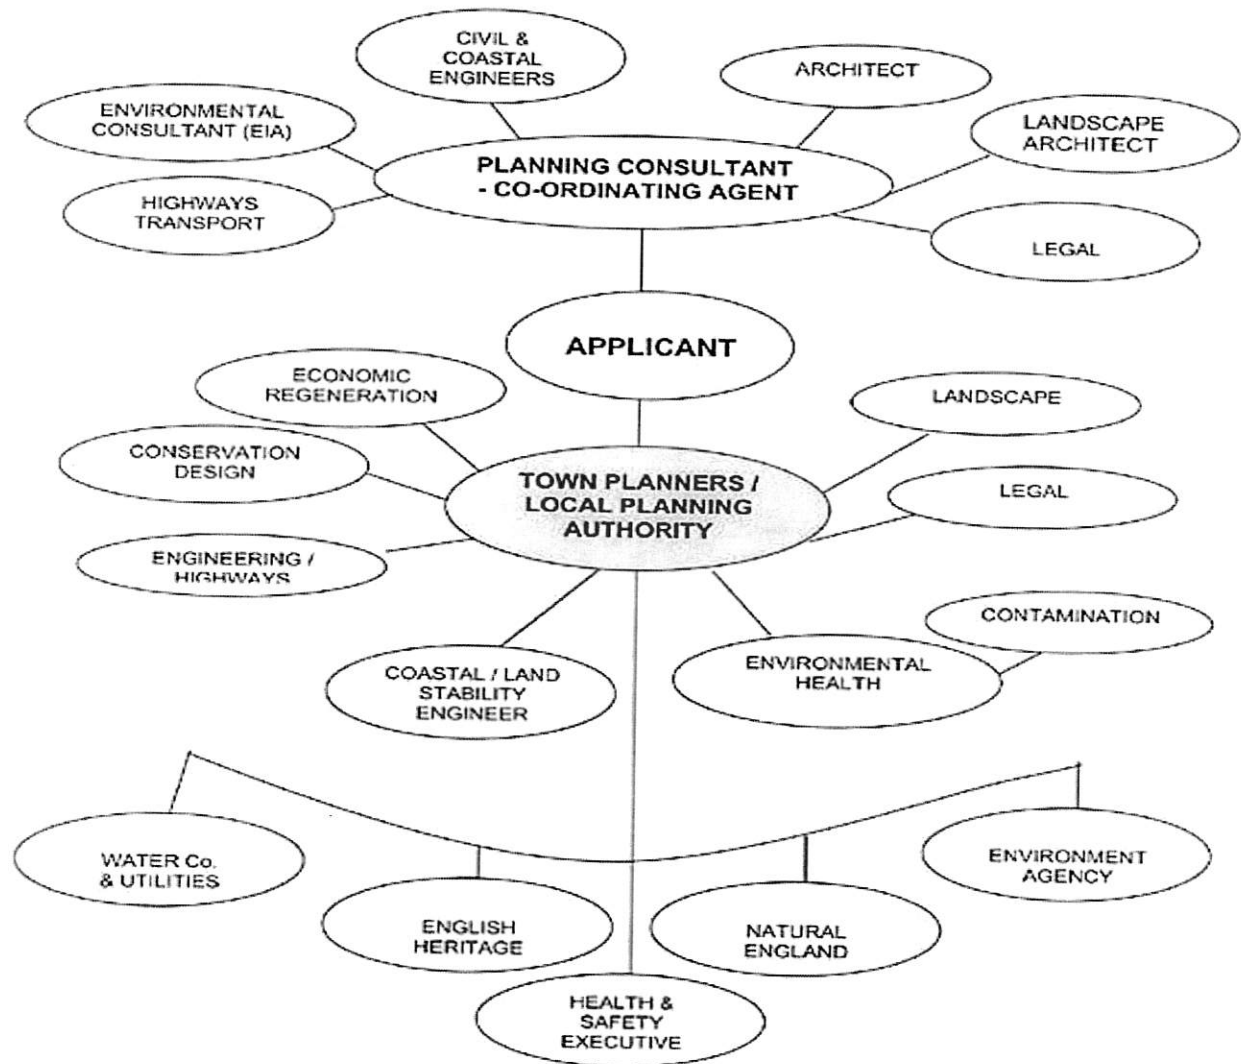 CIVIL &
COASTAL
ENGINEERS
ARCHITECT
ENVIRONMENTAL
CONSULTANT (EIA)
LANDSCAPE
ARCHITECT
PLANNING CONSULTANT
- CO-ORDINATING AGENT
HIGHWAYS
TRANSPORT
LEGAL
APPLICANT
ECONOMIC
REGENERATION
LANDSCAPE
CONSERVATION
DESIGN
TOWN PLANNERS /
LOCAL PLANNING
AUTHORITY
LEGAL
ENGINEERING /
HIGHWAYS
CONTAMINATION
COASTAL / LAND
STABILITY
ENGINEER
ENVIRONMENTAL
HEALTH
WATER Co.
& UTILITIES
ENVIRONMENT
AGENCY
ENGLISH
HERITAGE
NATURAL
ENGLAND
HEALTH &
SAFETY
EXECUTIVE